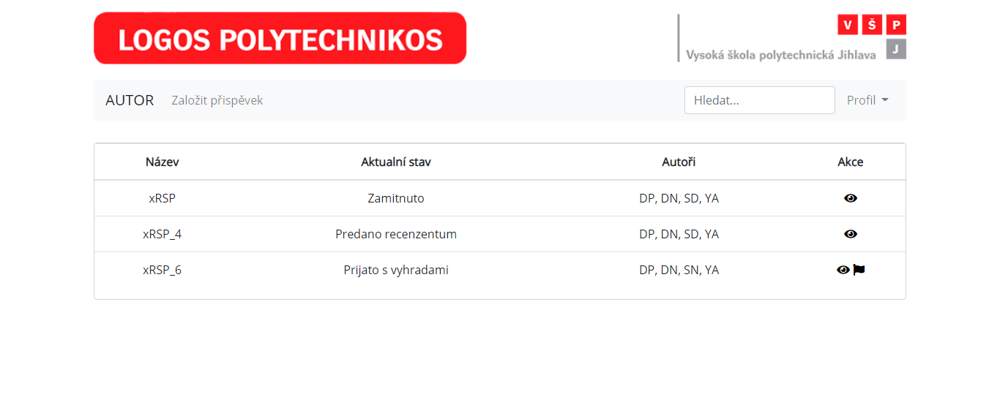 LOGOS POLYTECHNIKOS
V Š P
J
Vysoká škola polytechnická Jihlava
AUTOR Založit přispěvek Hledat... Profil
Název Aktualní stav Autoři Akce
xRSP Zamitnuto DP, DN, SD, YA
xRSP_4 Predano recenzentum DP, DN, SD, YA
xRSP_6 Prijato s vyhradami DP, DN, SN, YA